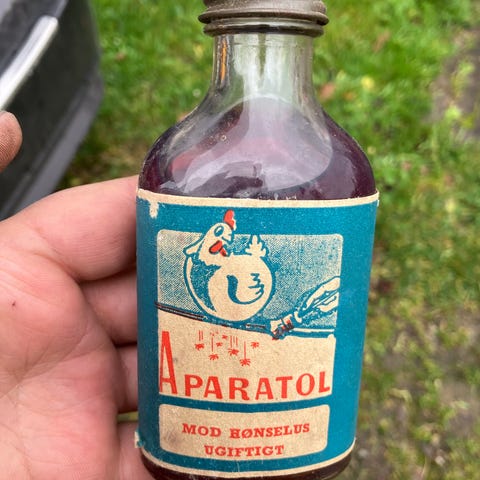 APARATOL
MOD HØNSELUS
UGIFTIGT